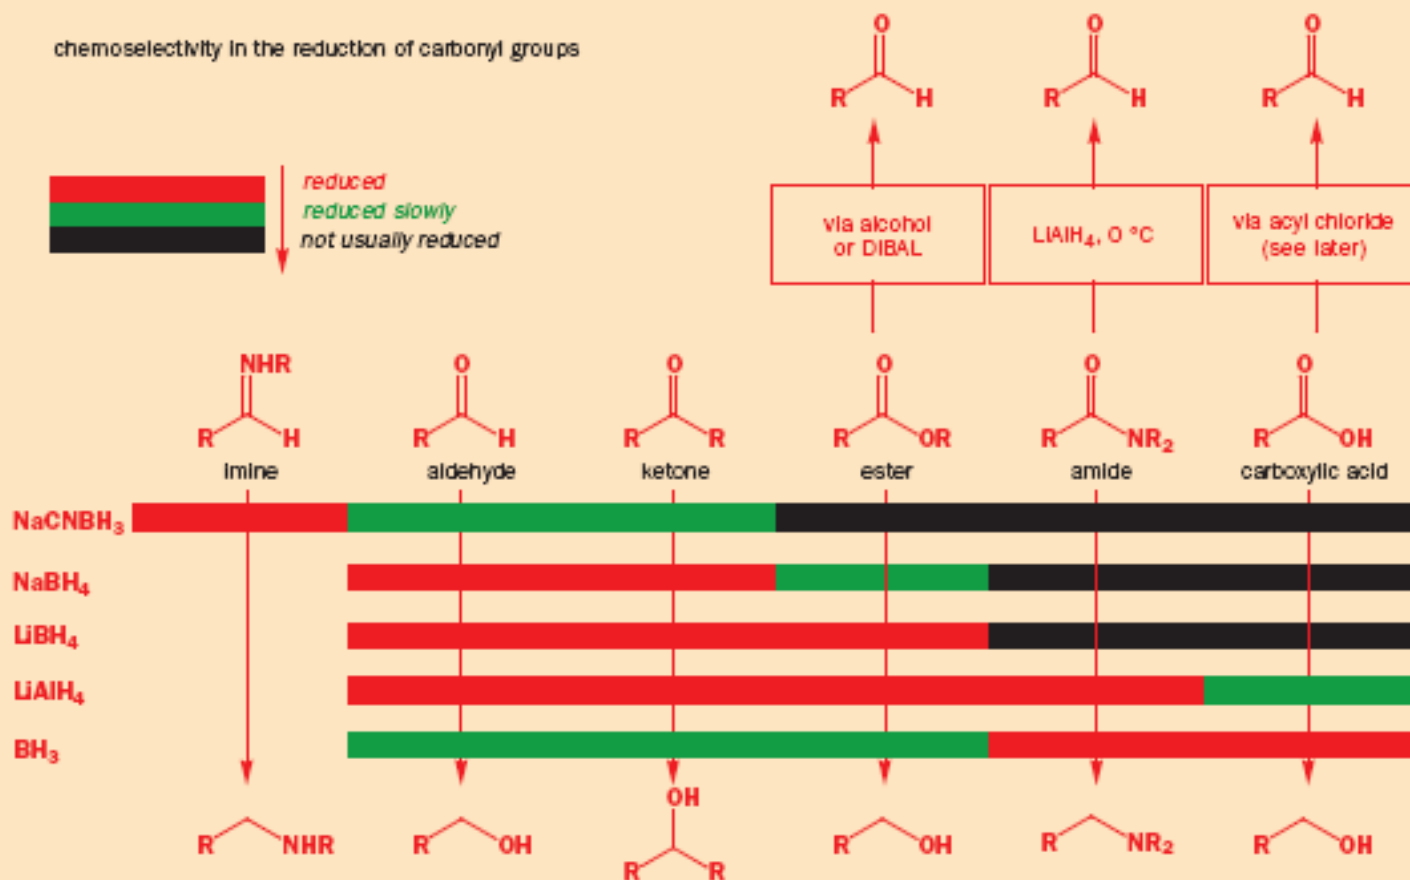 chemoselectivity in the reduction of carbonyl groups
O O O
R H R H R H
reduced
reduced slowly
not usually reduced
via alcohol
or DIBAL
LiAlH₄, 0 °C
via acyl chloride
(see later)
NHR O O O O O
R H R H R R R OR R NR₂ R OH
imine aldehyde ketone ester amide carboxylic acid
NaCNBH₃
NaBH₄
LiBH₄
LiAlH₄
BH₃
OH
R NHR R OH R R R OH R NR₂ R OH